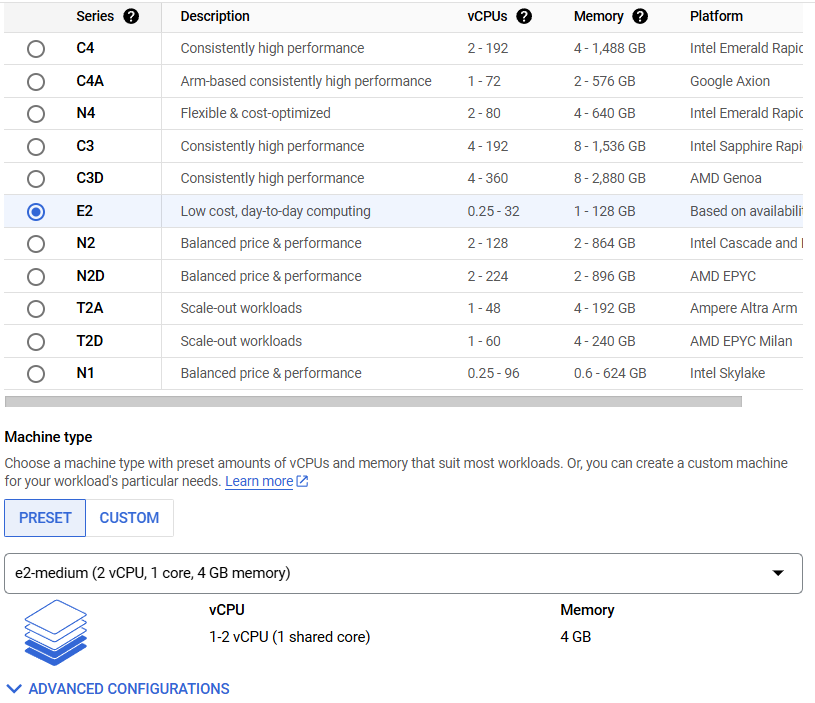 Series ? Description vCPUs ? Memory ? Platform
C4 Consistently high performance 2 - 192 4 - 1,488 GB Intel Emerald Rapid
C4A Arm-based consistently high performance 1 - 72 2 - 576 GB Google Axion
N4 Flexible & cost-optimized 2 - 80 4 - 640 GB Intel Emerald Rapid
C3 Consistently high performance 4 - 192 8 - 1,536 GB Intel Sapphire Rapi
C3D Consistently high performance 4 - 360 8 - 2,880 GB AMD Genoa
E2 Low cost, day-to-day computing 0.25 - 32 1 - 128 GB Based on availabili
N2 Balanced price & performance 2 - 128 2 - 864 GB Intel Cascade and
N2D Balanced price & performance 2 - 224 2 - 896 GB AMD EPYC
T2A Scale-out workloads 1 - 48 4 - 192 GB Ampere Altra Arm
T2D Scale-out workloads 1 - 60 4 - 240 GB AMD EPYC Milan
N1 Balanced price & performance 0.25 - 96 0.6 - 624 GB Intel Skylake
Machine type
Choose a machine type with preset amounts of vCPUs and memory that suit most workloads. Or, you can create a custom machine
for your workload's particular needs. Learn more
PRESET CUSTOM
e2-medium (2 vCPU, 1 core, 4 GB memory)
vCPU Memory
1-2 vCPU (1 shared core) 4 GB
ADVANCED CONFIGURATIONS